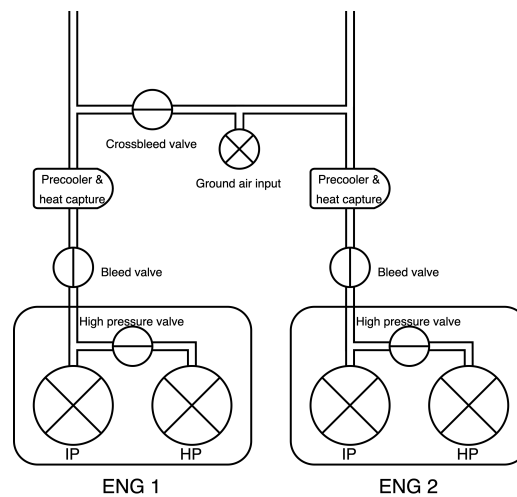 Crossbleed valve
Ground air input
Precooler &
heat capture
Precooler &
heat capture
Bleed valve
Bleed valve
High pressure valve
High pressure valve
IP
HP
IP
HP
ENG 1
ENG 2